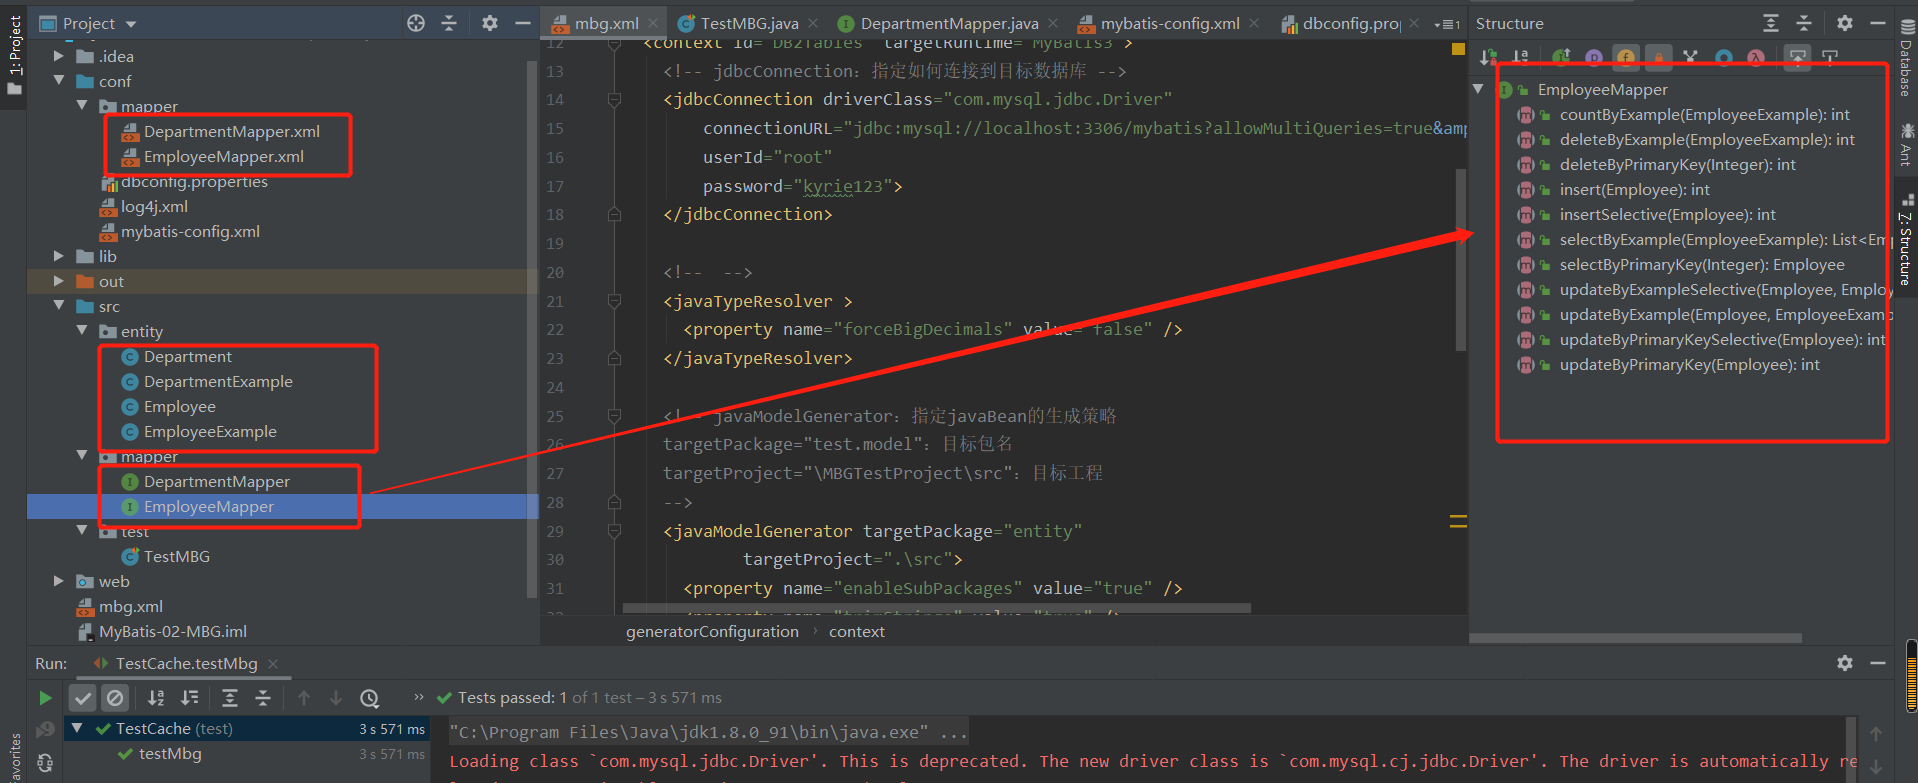 1: Project
Project
.idea
conf
mapper
DepartmentMapper.xml
EmployeeMapper.xml
dbconfig.properties
log4j.xml
mybatis-config.xml
lib
out
src
entity
Department
DepartmentExample
Employee
EmployeeExample
mapper
DepartmentMapper
EmployeeMapper
test
TestMBG
web
mbg.xml
MyBatis-02-MBG.iml
mbg.xml TestMBG.java DepartmentMapper.java mybatis-config.xml dbconfig.prop
12 <context id="DB2Tables" targetRuntime="MyBatis3">
13 <!-- jdbcConnection: 指定如何连接到目标数据库 -->
14 <jdbcConnection driverClass="com.mysql.jdbc.Driver"
15 connectionURL="jdbc:mysql://localhost:3306/mybatis?allowMultiQueries=true&amp
16 userId="root"
17 password="kyrie123">
18 </jdbcConnection>
19
20 <!-- -->
21 <javaTypeResolver >
22 <property name="forceBigDecimals" value="false" />
23 </javaTypeResolver>
24
25 <!-- javaModelGenerator: 指定javaBean的生成策略
26 targetPackage="test.model": 目标包名
27 targetProject="\MBGTestProject\src": 目标工程
28 -->
29 <javaModelGenerator targetPackage="entity"
30 targetProject=".\src">
31 <property name="enableSubPackages" value="true" />
<property name="trimStrings" value="true" />
generatorConfiguration › context
Structure
EmployeeMapper
countByExample(EmployeeExample): int
deleteByExample(EmployeeExample): int
deleteByPrimaryKey(Integer): int
insert(Employee): int
insertSelective(Employee): int
selectByExample(EmployeeExample): List<Em
selectByPrimaryKey(Integer): Employee
updateByExampleSelective(Employee, Employ
updateByExample(Employee, EmployeeExam
updateByPrimaryKeySelective(Employee): int
updateByPrimaryKey(Employee): int
Database
Ant
Z: Structure
Run: TestCache.testMbg
» Tests passed: 1 of 1 test – 3 s 571 ms
TestCache (test) 3 s 571 ms
testMbg 3 s 571 ms
"C:\Program Files\Java\jdk1.8.0_91\bin\java.exe" ...
Loading class `com.mysql.jdbc.Driver'. This is deprecated. The new driver class is `com.mysql.cj.jdbc.Driver'. The driver is automatically re
avorites